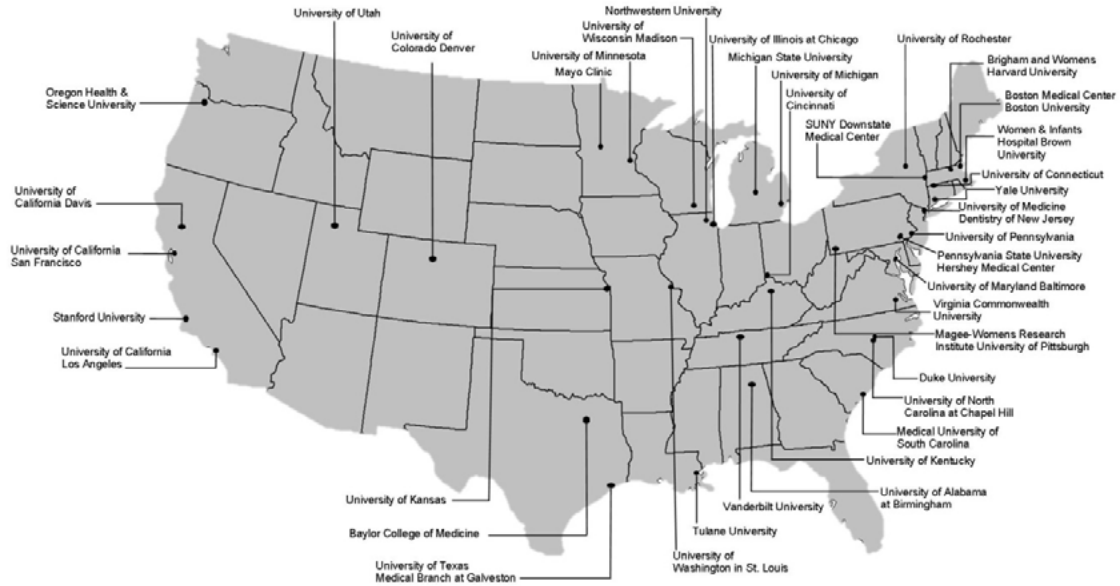 University of Utah
Northwestern University
University of
Wisconsin Madison
University of
Colorado Denver
University of Illinois at Chicago
University of Rochester
University of Minnesota
Mayo Clinic
Michigan State University
Brigham and Womens
Harvard University
University of Michigan
University of
Cincinnati
Oregon Health &
Science University
Boston Medical Center
Boston University
SUNY Downstate
Medical Center
Women & Infants
Hospital Brown
University
University of Connecticut
Yale University
University of
California Davis
University of Medicine
Dentistry of New Jersey
University of Pennsylvania
University of California
San Francisco
Pennsylvania State University
Hershey Medical Center
University of Maryland Baltimore
Virginia Commonwealth
University
Stanford University
Magee-Womens Research
Institute University of Pittsburgh
University of California
Los Angeles
Duke University
University of North
Carolina at Chapel Hill
Medical University of
South Carolina
University of Kentucky
University of Kansas
University of Alabama
at Birmingham
Vanderbilt University
Baylor College of Medicine
Tulane University
University of
Washington in St. Louis
University of Texas
Medical Branch at Galveston